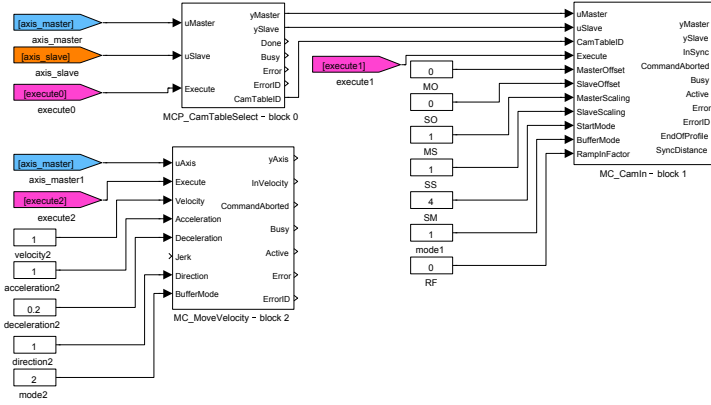 [axis_master]
axis_master
[axis_slave]
axis_slave
[execute0]
execute0
uMaster
uSlave
Execute
yMaster
ySlave
Done
Busy
Error
ErrorID
CamTableID
MCP_CamTableSelect - block 0
[execute1]
execute1
0
MO
0
SO
1
MS
1
SS
4
SM
1
mode1
0
RF
uMaster
uSlave
CamTableID
Execute
MasterOffset
SlaveOffset
MasterScaling
SlaveScaling
StartMode
BufferMode
RampInFactor
yMaster
ySlave
InSync
CommandAborted
Busy
Active
Error
ErrorID
EndOfProfile
SyncDistance
MC_CamIn - block 1
[axis_master]
axis_master1
[execute2]
execute2
1
velocity2
1
acceleration2
0.2
deceleration2
1
direction2
2
mode2
uAxis
Execute
Velocity
Acceleration
Deceleration
Jerk
Direction
BufferMode
yAxis
InVelocity
CommandAborted
Busy
Active
Error
ErrorID
MC_MoveVelocity - block 2